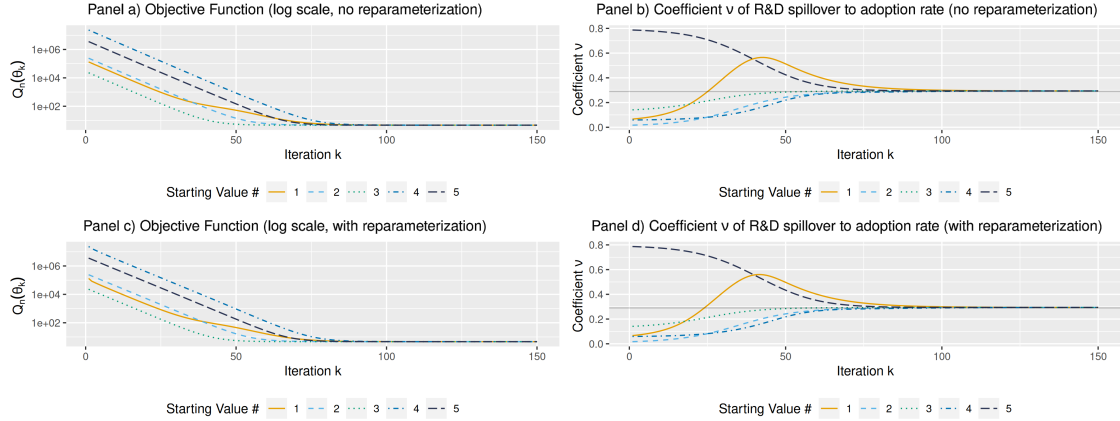 Panel a) Objective Function (log scale, no reparameterization)
1e+06
1e+04
1e+02
Qn(θk)
0 50 100 150
Iteration k
Starting Value # 1 2 3 4 5
Panel b) Coefficient ν of R&D spillover to adoption rate (no reparameterization)
0.8
0.6
0.4
0.2
0.0
Coefficient ν
0 50 100 150
Iteration k
Starting Value # 1 2 3 4 5
Panel c) Objective Function (log scale, with reparameterization)
1e+06
1e+04
1e+02
Qn(θk)
0 50 100 150
Iteration k
Starting Value # 1 2 3 4 5
Panel d) Coefficient ν of R&D spillover to adoption rate (with reparameterization)
0.8
0.6
0.4
0.2
0.0
Coefficient ν
0 50 100 150
Iteration k
Starting Value # 1 2 3 4 5